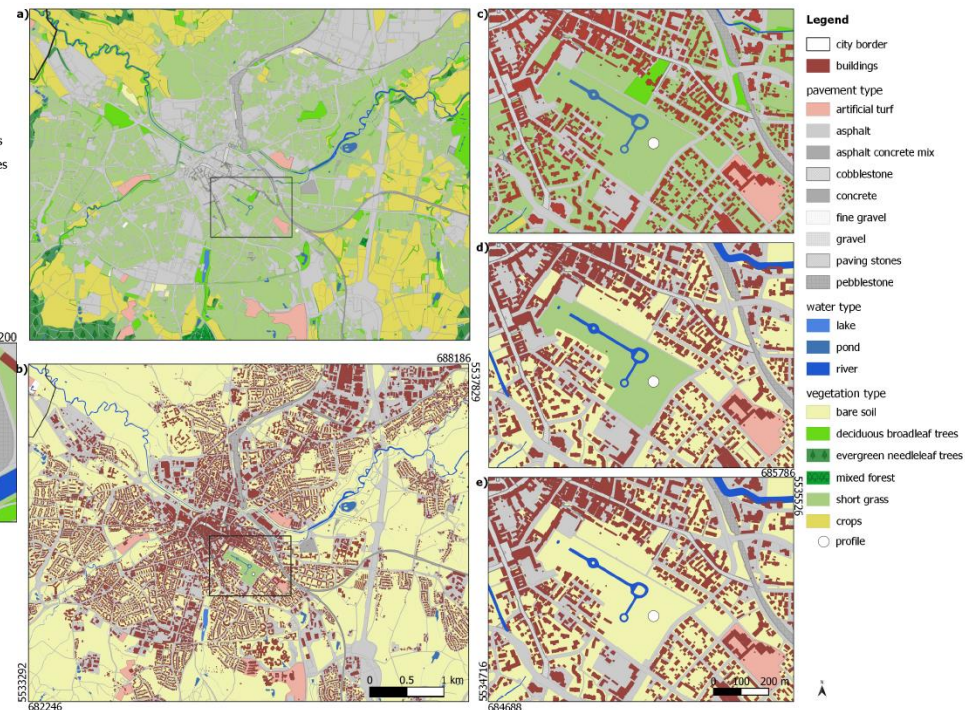 a)
c)
Legend
city border
buildings
pavement type
artificial turf
asphalt
asphalt concrete mix
cobblestone
concrete
fine gravel
gravel
paving stones
pebblestone
water type
lake
pond
river
vegetation type
bare soil
deciduous broadleaf trees
evergreen needleleaf trees
mixed forest
short grass
crops
profile
d)
s
es
200
688186
5537829
b)
685786
5535526
e)
5533292
0 0.5 1 km
682246
5534716
0 100 200 m
684688